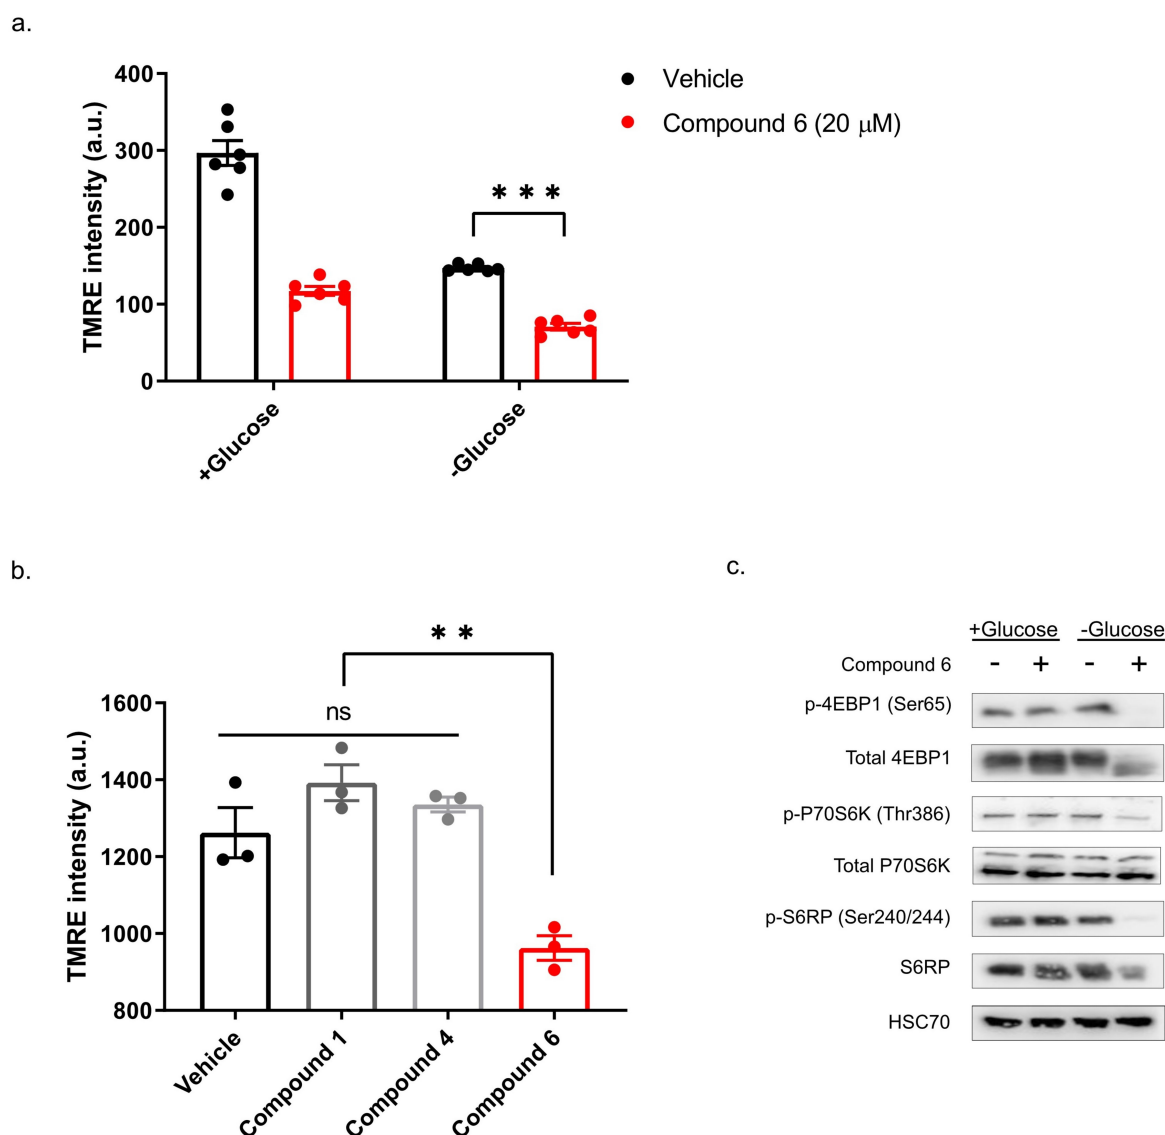 a.
400
300
200
100
0
TMRE intensity (a.u.)
* * *
Vehicle
Compound 6 (20 μM)
+Glucose
-Glucose
b.
1600
1400
1200
1000
800
TMRE intensity (a.u.)
ns
* *
Vehicle
Compound 1
Compound 4
Compound 6
c.
+Glucose -Glucose
Compound 6 - + - +
p-4EBP1 (Ser65)
Total 4EBP1
p-P70S6K (Thr386)
Total P70S6K
p-S6RP (Ser240/244)
S6RP
HSC70